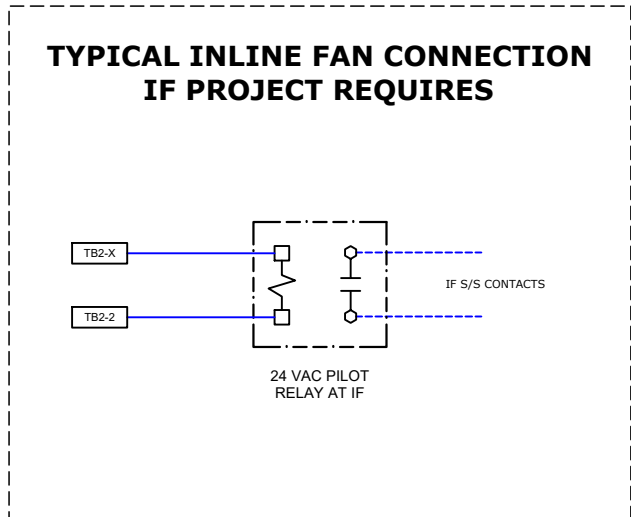 TYPICAL INLINE FAN CONNECTION
IF PROJECT REQUIRES
TB2-X
IF S/S CONTACTS
TB2-2
24 VAC PILOT
RELAY AT IF